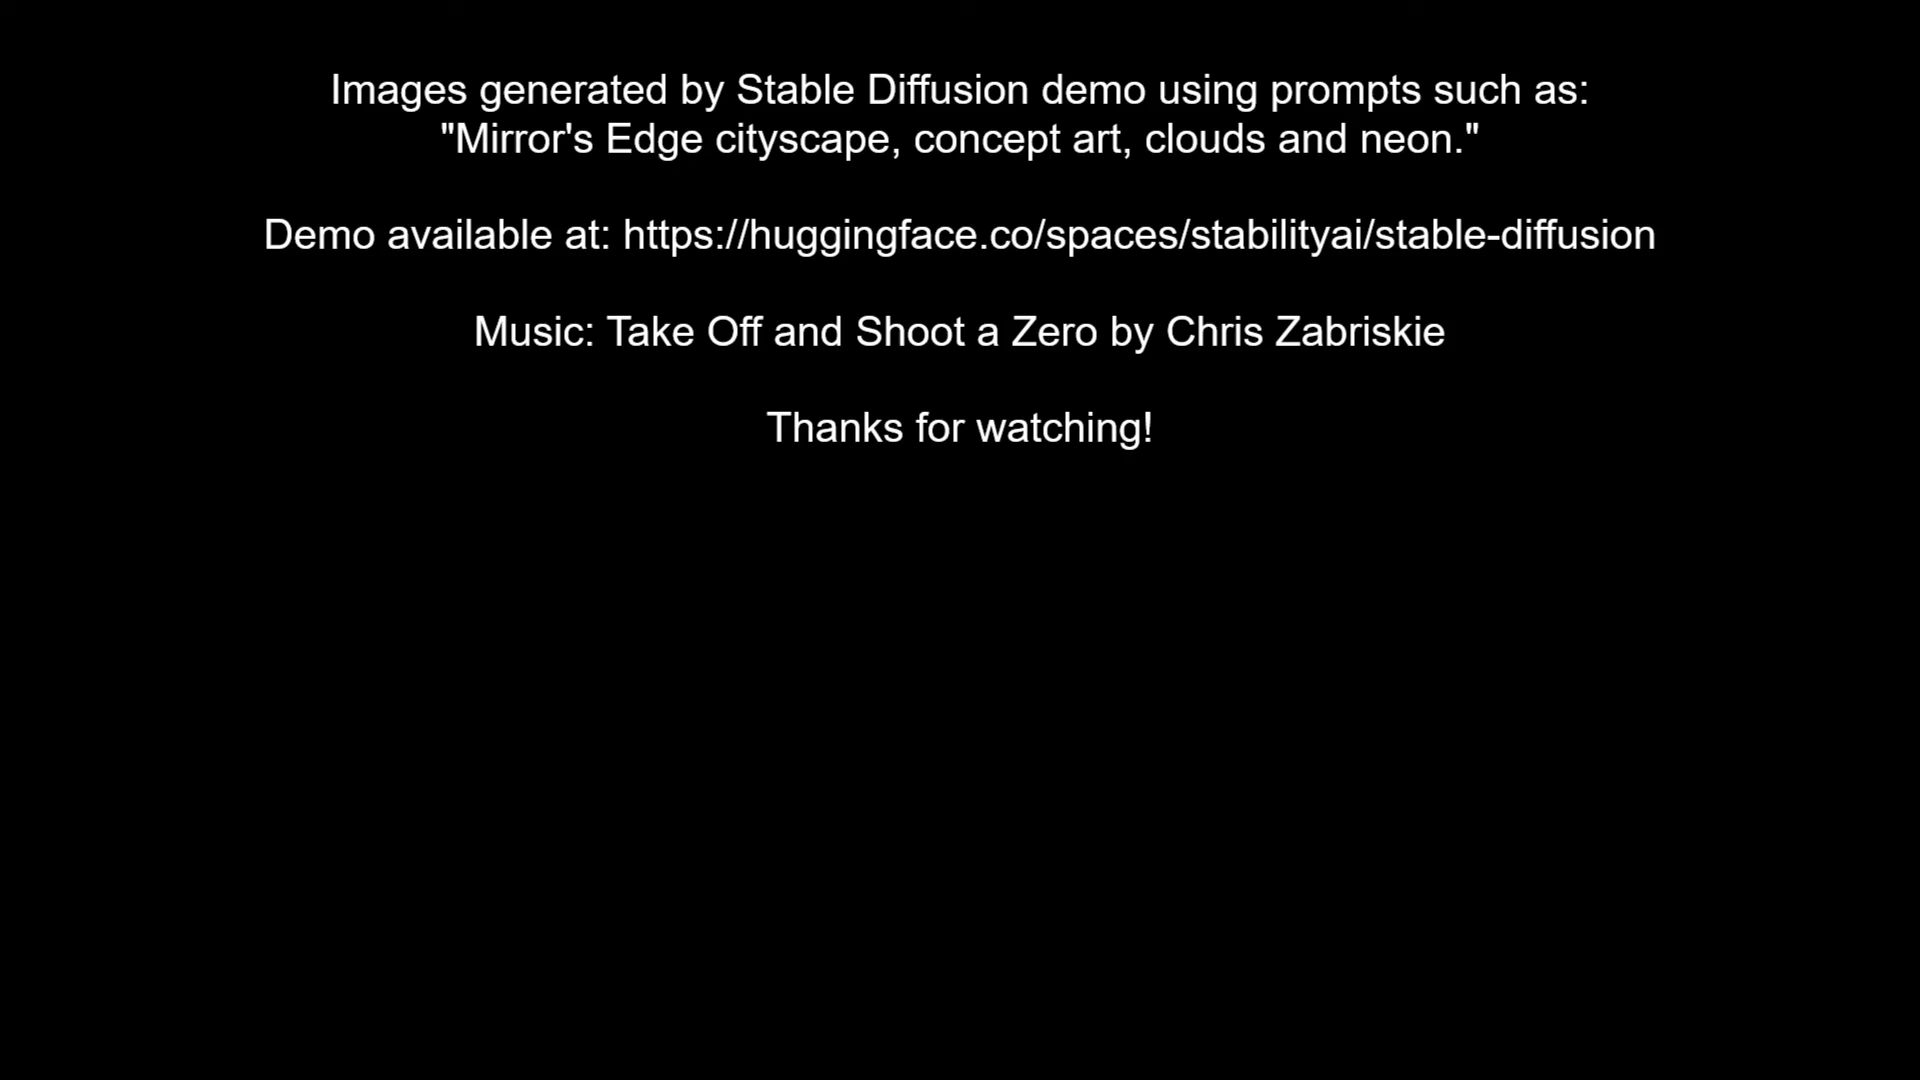 Images generated by Stable Diffusion demo using prompts such as:
"Mirror's Edge cityscape, concept art, clouds and neon."
Demo available at: https://huggingface.co/spaces/stabilityai/stable-diffusion
Music: Take Off and Shoot a Zero by Chris Zabriskie
Thanks for watching!